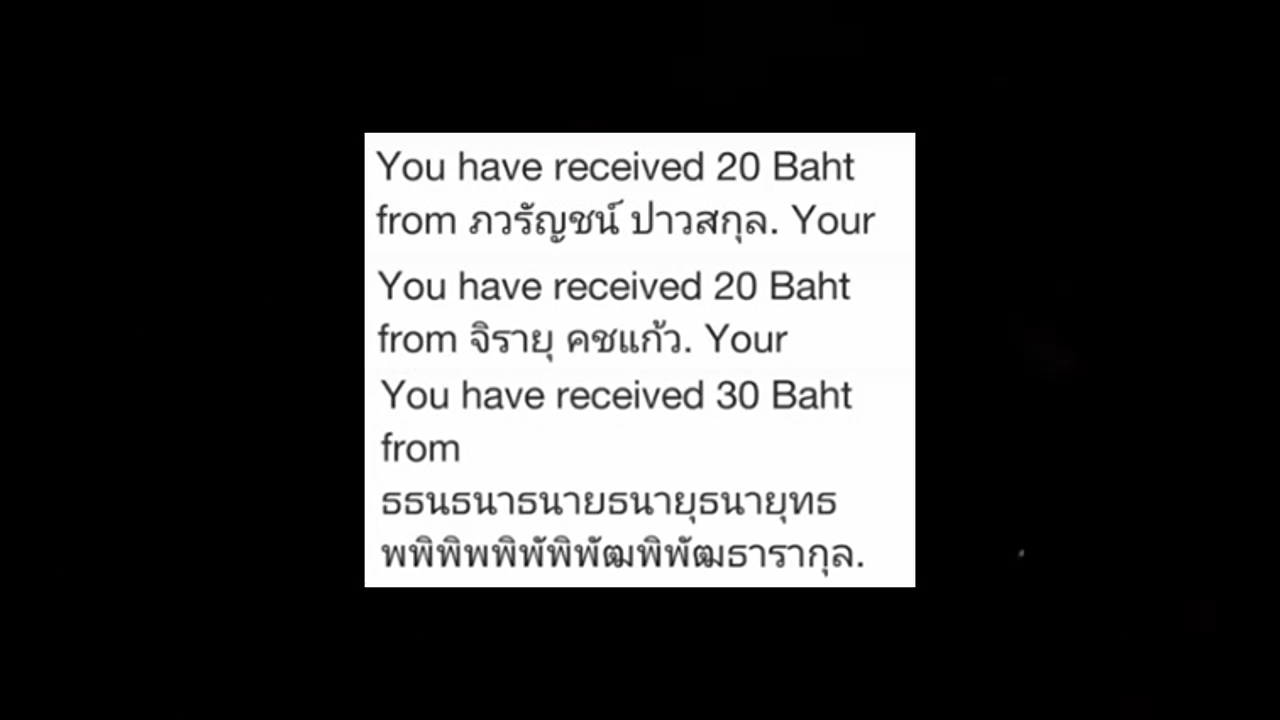 You have received 20 Baht
from ภวรัญชน์ ปาวสกุล. Your
You have received 20 Baht
from จิรายุ คชแก้ว. Your
You have received 30 Baht
from
ธธนธนาธนายธนายุธนายุทธ
พพิพิพพิพัพิพัฒพิพัฒธารากุล.